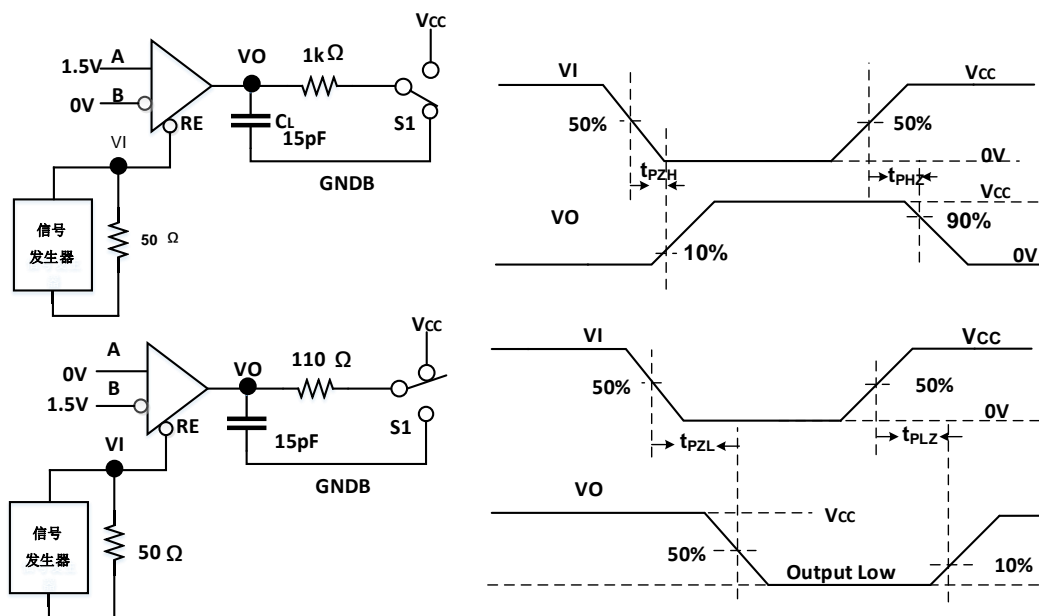 VCC
VO
1kΩ
1.5V A
0V B
RE
S1
CL
15pF
VI
GNDB
信号
发生器
50 Ω
VI
VCC
50%
50%
0V
tPZH
tPHZ
VCC
VO
90%
10%
0V
VCC
A
VO
110 Ω
0V
B
1.5V
RE
S1
15pF
VI
GNDB
信号
发生器
50 Ω
VI
VCC
50%
50%
0V
tPZL
tPLZ
VO
VCC
50%
Output Low
10%